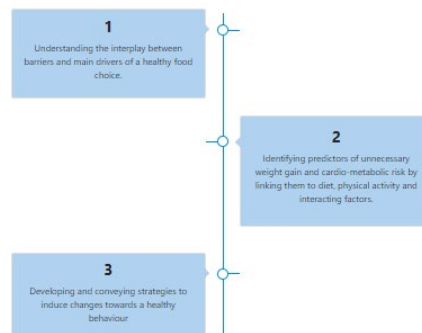 1
Understanding the interplay between
barriers and main drivers of a healthy food
choice.
2
Identifying predictors of unnecessary
weight gain and cardio-metabolic risk by
linking them to diet, physical activity and
interacting factors.
3
Developing and conveying strategies to
induce changes towards a healthy
behaviour